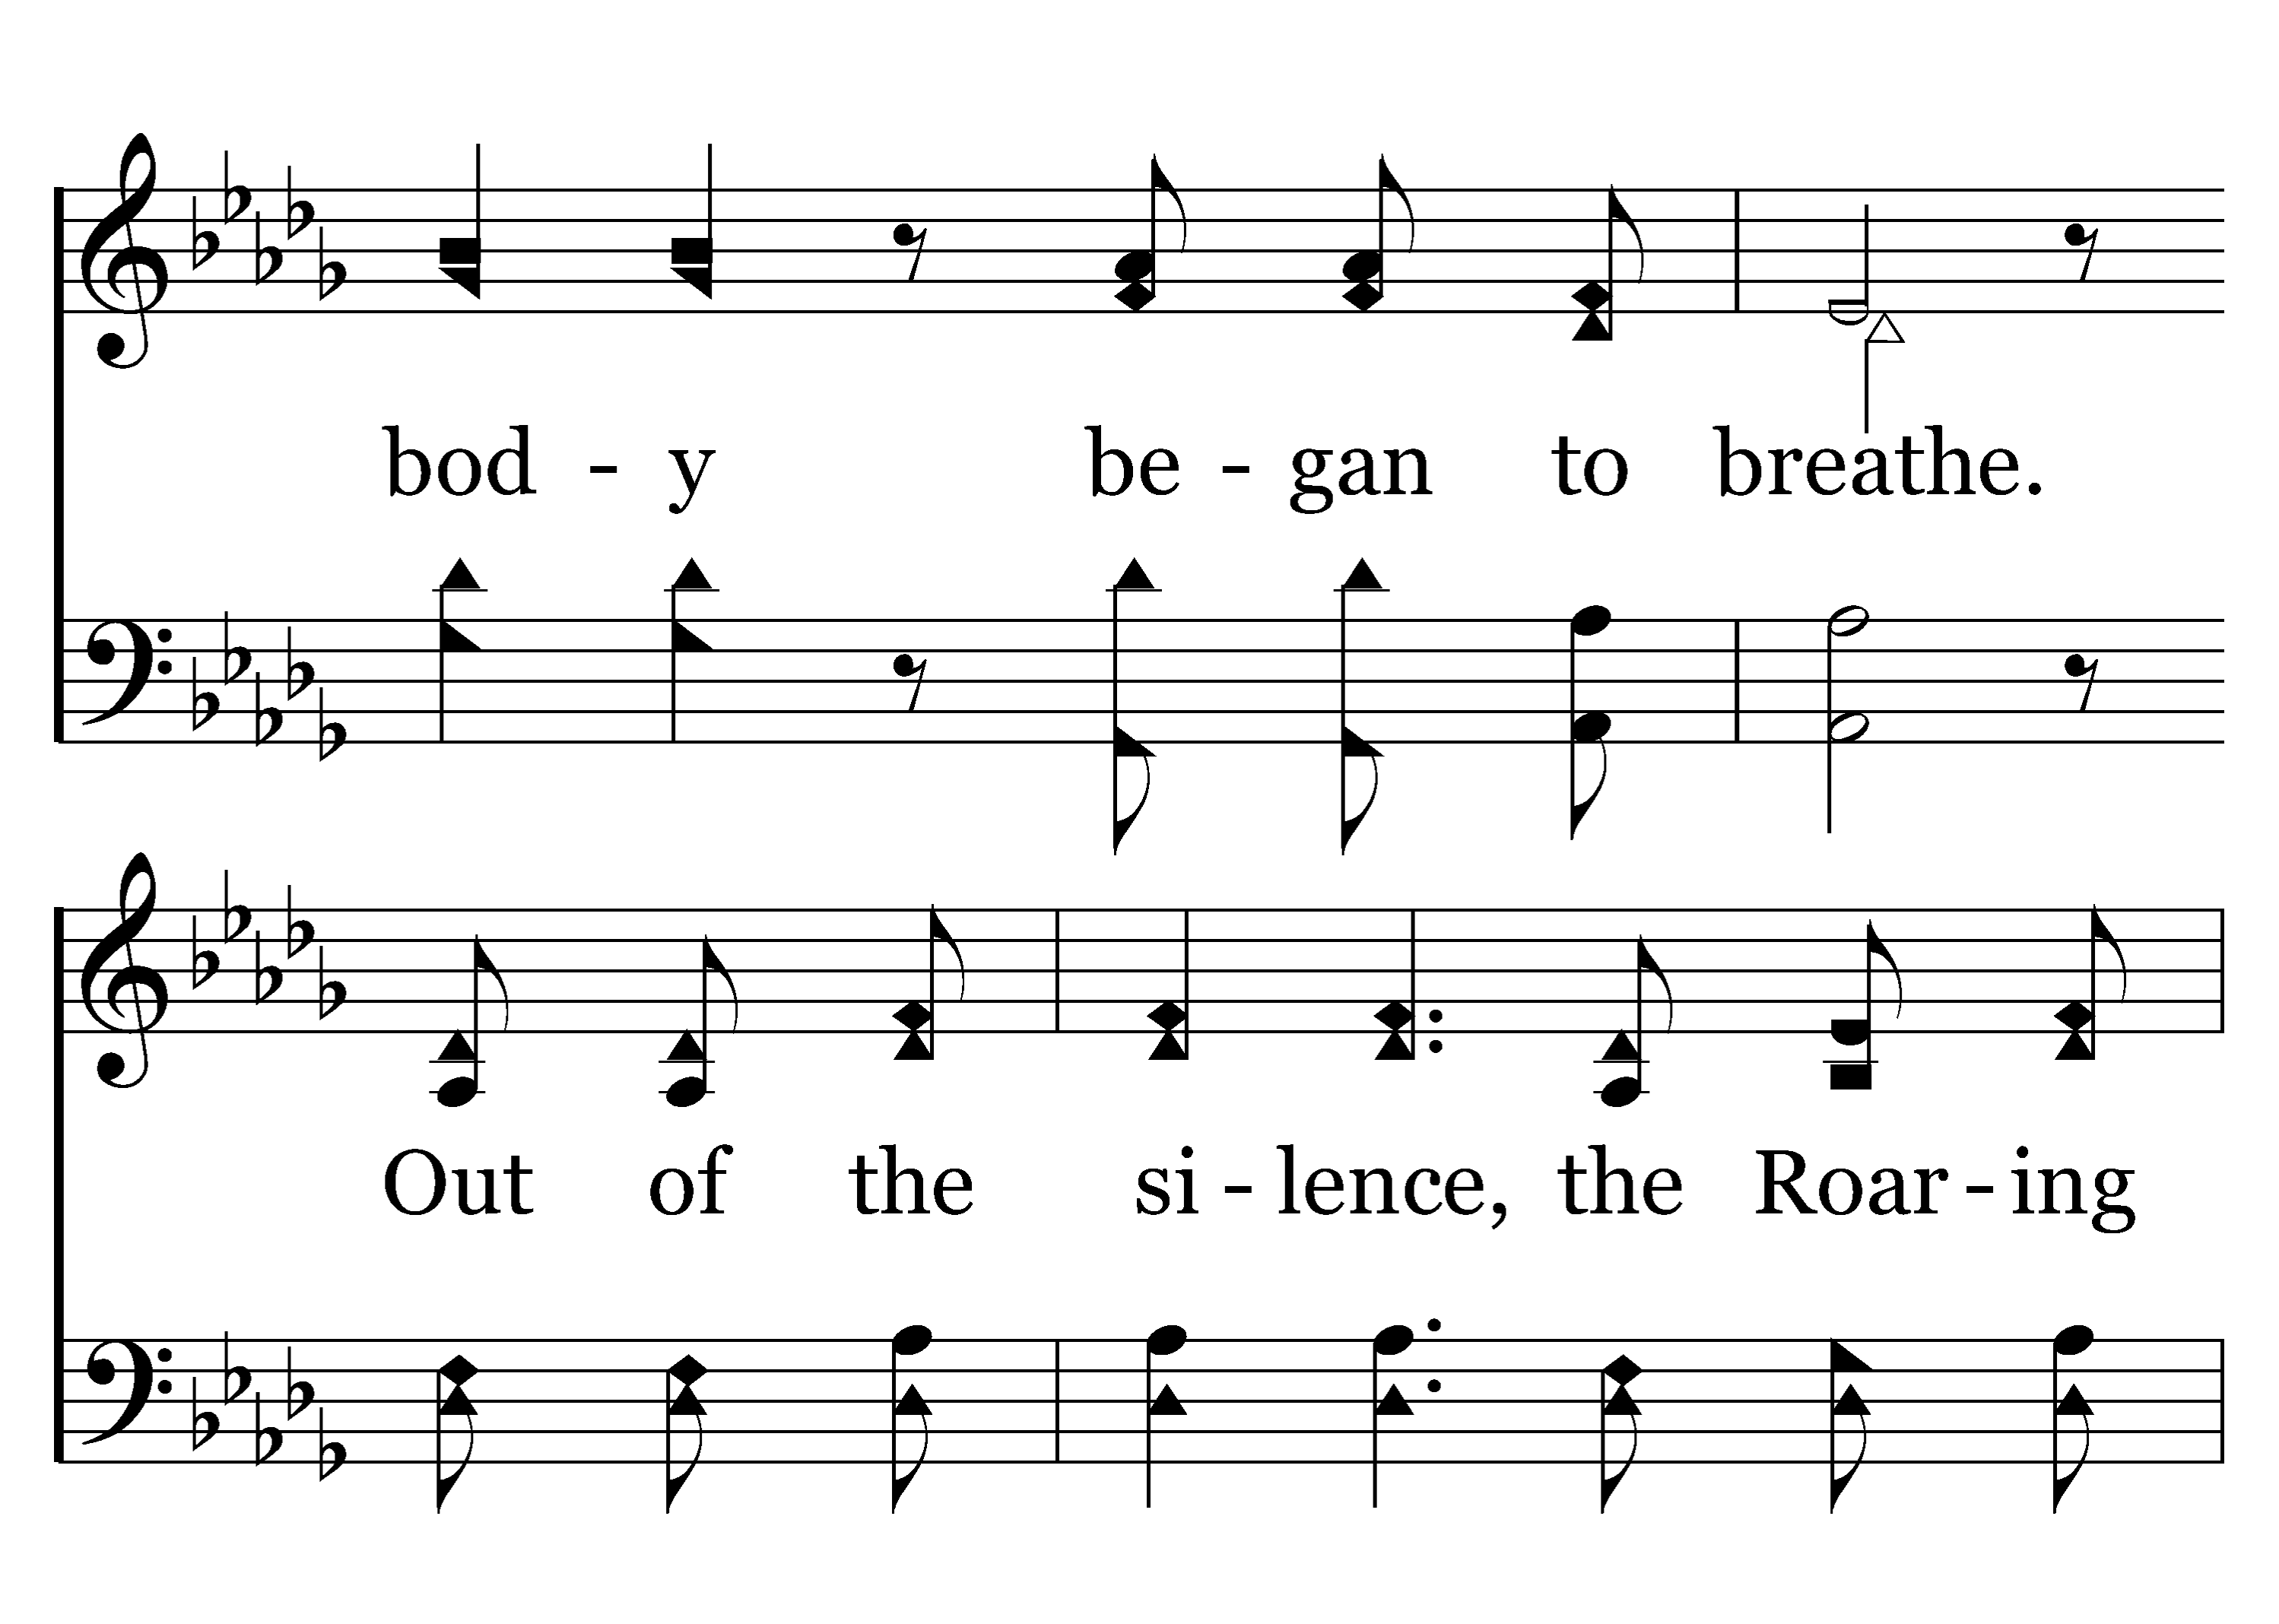 bod - y be - gan to breathe.
Out of the si - lence, the Roar - ing